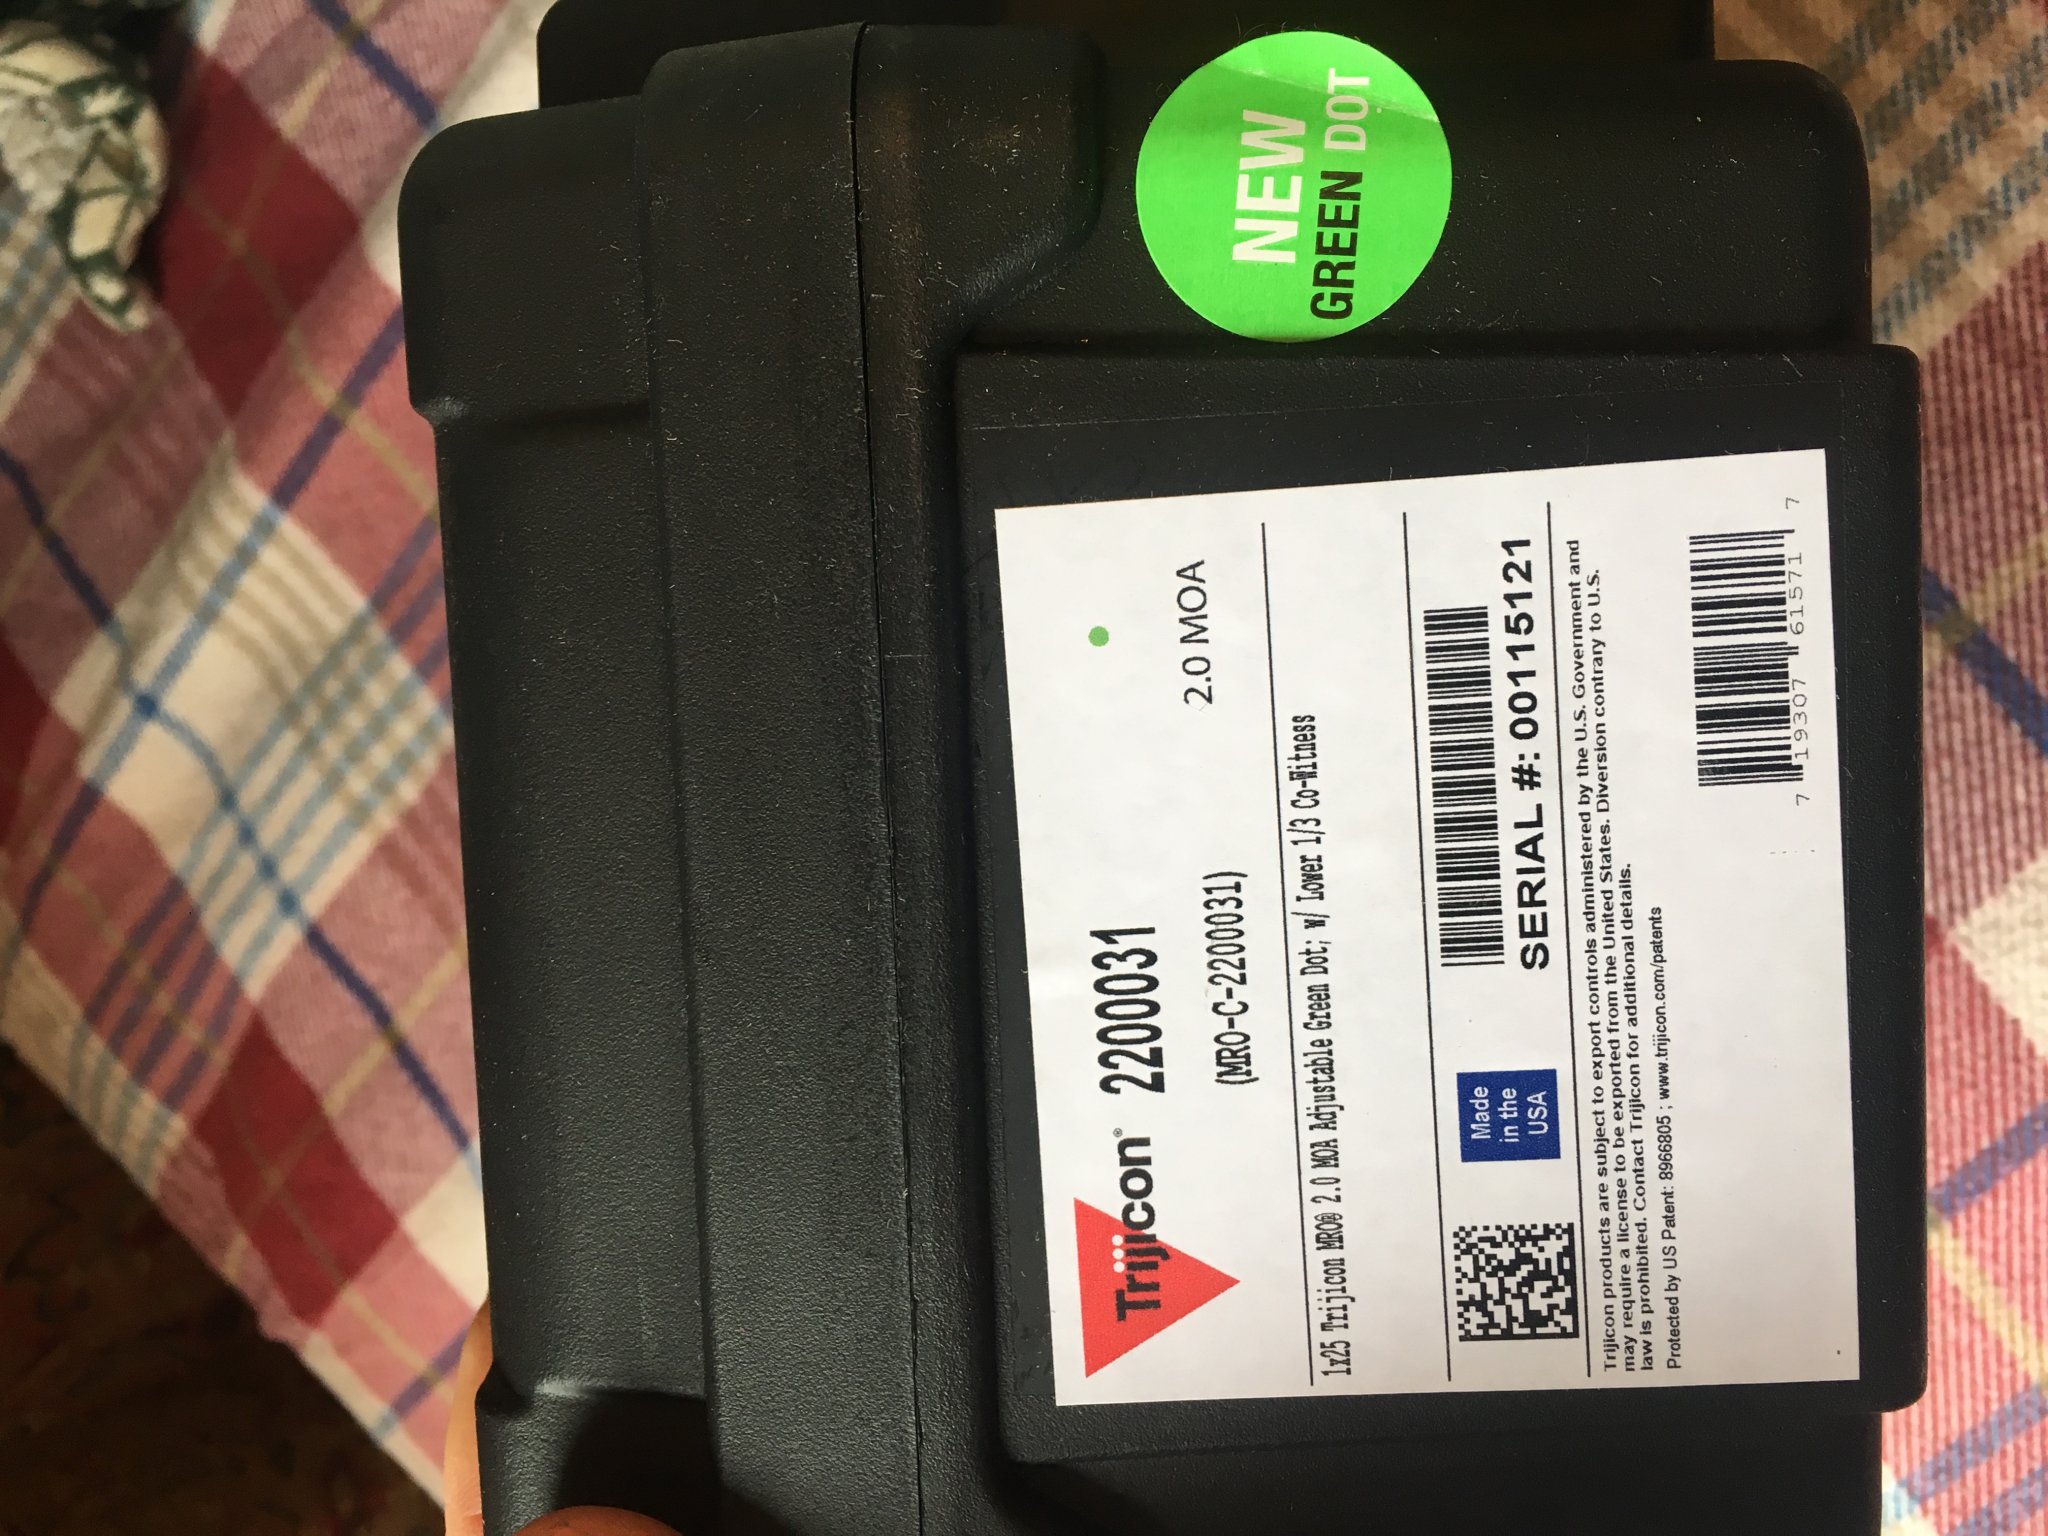 NEW
GREEN DOT
Trijicon® 2200031
2.0 MOA
(MRO-C-2200031)
1x25 Trijicon MRO® 2.0 MOA Adjustable Green Dot; w/ Lower 1/3 Co-Witness
Made
in the
USA
SERIAL #: 00115121
Trijicon products are subject to export controls administered by the U.S. Government and
may require a license to be exported from the United States. Diversion contrary to U.S.
law is prohibited. Contact Trijicon for additional details.
Protected by US Patent: 8966805 ; www.trijicon.com/patents
7 19307 61571 7